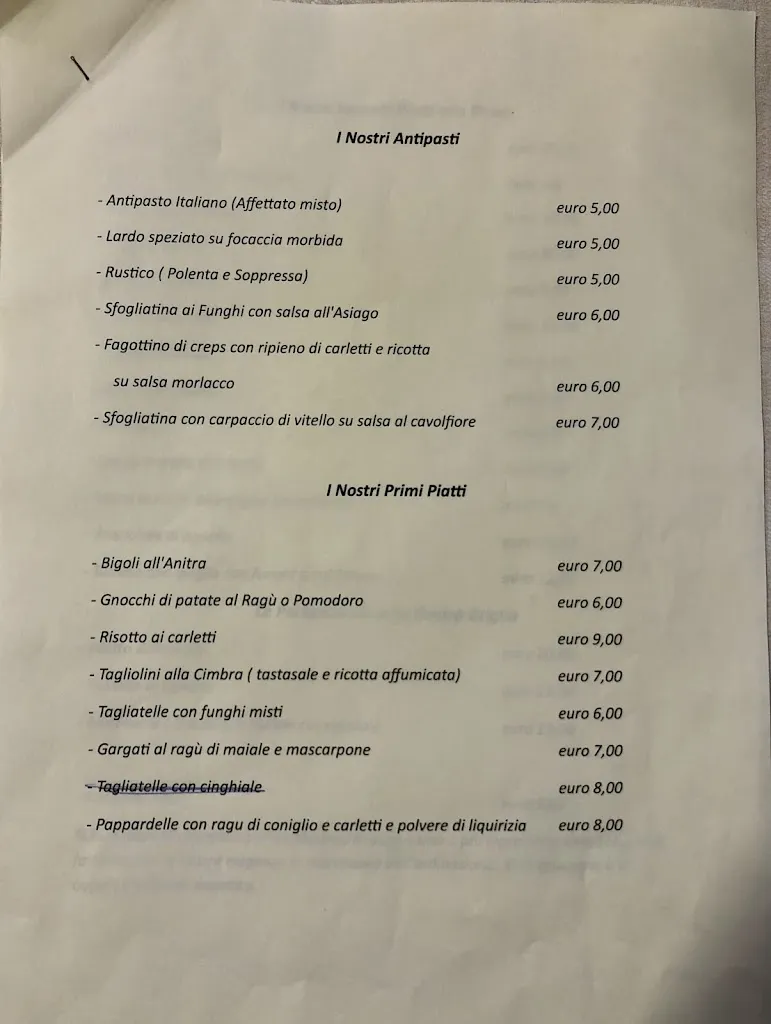 I Nostri Antipasti
- Antipasto Italiano (Affettato misto) euro 5,00
- Lardo speziato su focaccia morbida euro 5,00
- Rustico ( Polenta e Soppressa) euro 5,00
- Sfogliatina ai Funghi con salsa all'Asiago euro 6,00
- Fagottino di creps con ripieno di carletti e ricotta
su salsa morlacco euro 6,00
- Sfogliatina con carpaccio di vitello su salsa al cavolfiore euro 7,00
I Nostri Primi Piatti
- Bigoli all'Anitra euro 7,00
- Gnocchi di patate al Ragù o Pomodoro euro 6,00
- Risotto ai carletti euro 9,00
- Tagliolini alla Cimbra ( tastasale e ricotta affumicata) euro 7,00
- Tagliatelle con funghi misti euro 6,00
- Gargati al ragù di maiale e mascarpone euro 7,00
- Tagliatelle con cinghiale euro 8,00
- Pappardelle con ragu di coniglio e carletti e polvere di liquirizia euro 8,00